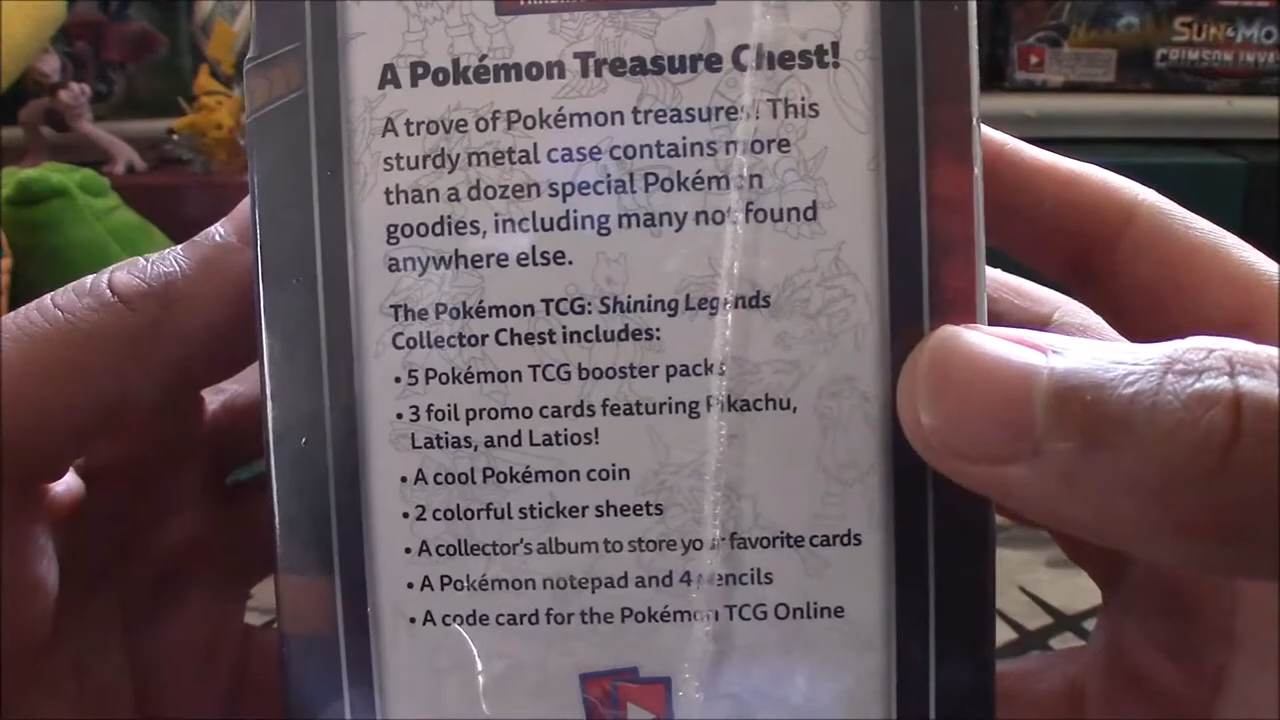 SUN & MO
CRIMSON INVA
A Pokémon Treasure Chest!
A trove of Pokémon treasures! This
sturdy metal case contains more
than a dozen special Pokémon
goodies, including many not found
anywhere else.
The Pokémon TCG: Shining Legends
Collector Chest includes:
• 5 Pokémon TCG booster packs
• 3 foil promo cards featuring Pikachu,
Latias, and Latios!
• A cool Pokémon coin
• 2 colorful sticker sheets
• A collector's album to store your favorite cards
• A Pokémon notepad and 4 pencils
• A code card for the Pokémon TCG Online